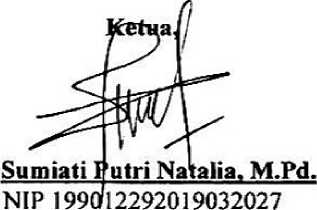 Ketua,
Sumiati Putri Natalia, M.Pd.
NIP 199012292019032027